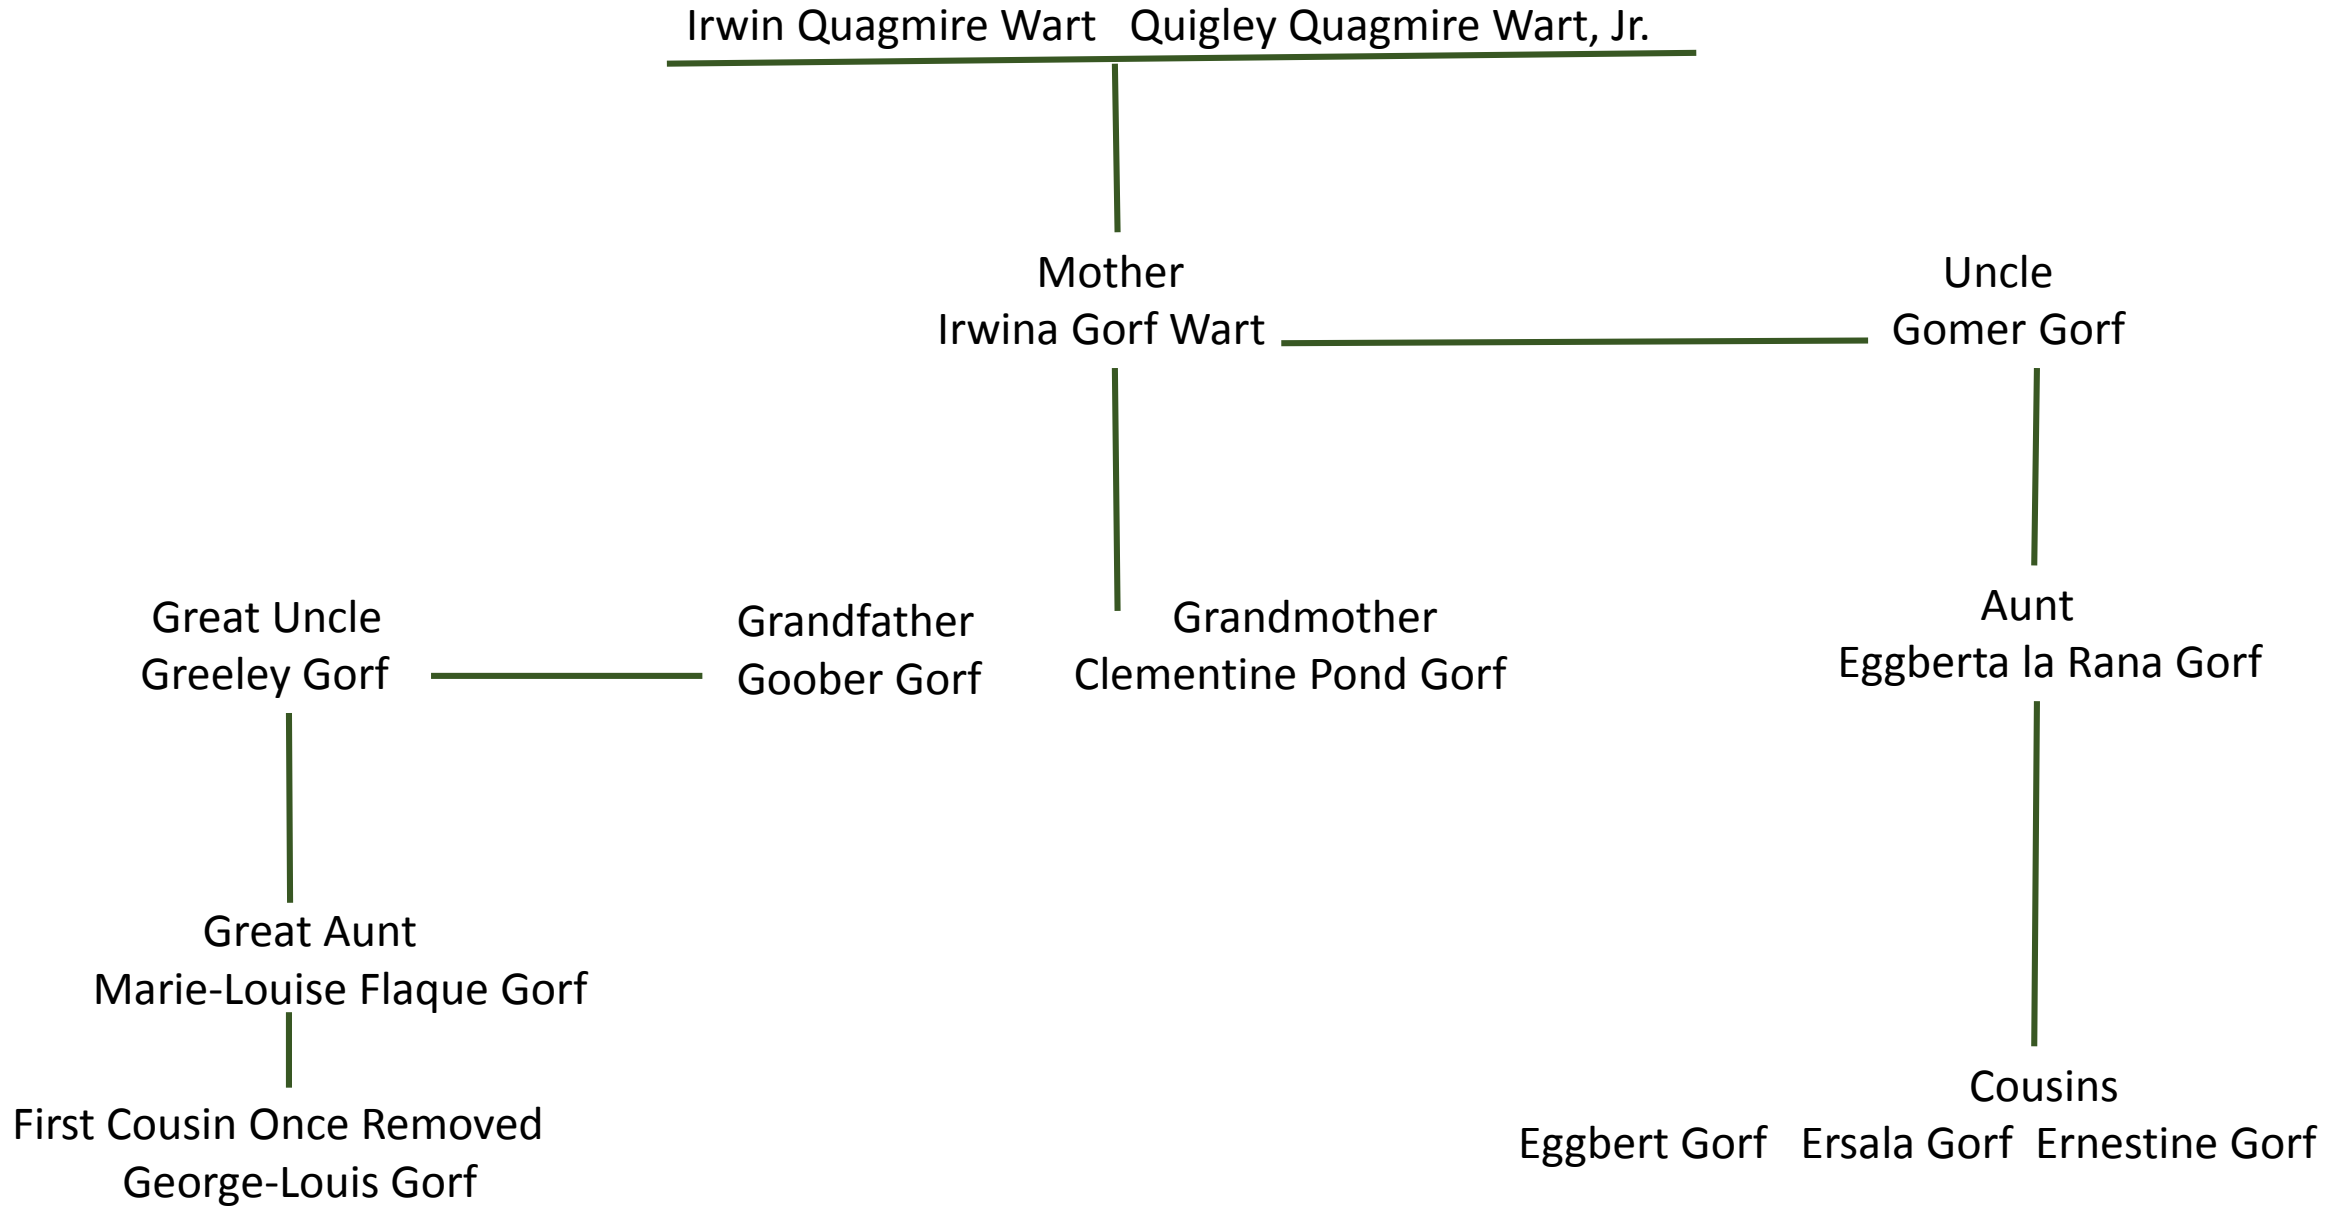 Irwin Quagmire Wart   Quigley Quagmire Wart, Jr.
Mother
Irwina Gorf Wart
Uncle
Gomer Gorf
Great Uncle
Greeley Gorf
Grandfather
Goober Gorf
Grandmother
Clementine Pond Gorf
Aunt
Eggberta la Rana Gorf
Great Aunt
Marie-Louise Flaque Gorf
First Cousin Once Removed
George-Louis Gorf
Cousins
Eggbert Gorf   Ersala Gorf  Ernestine Gorf